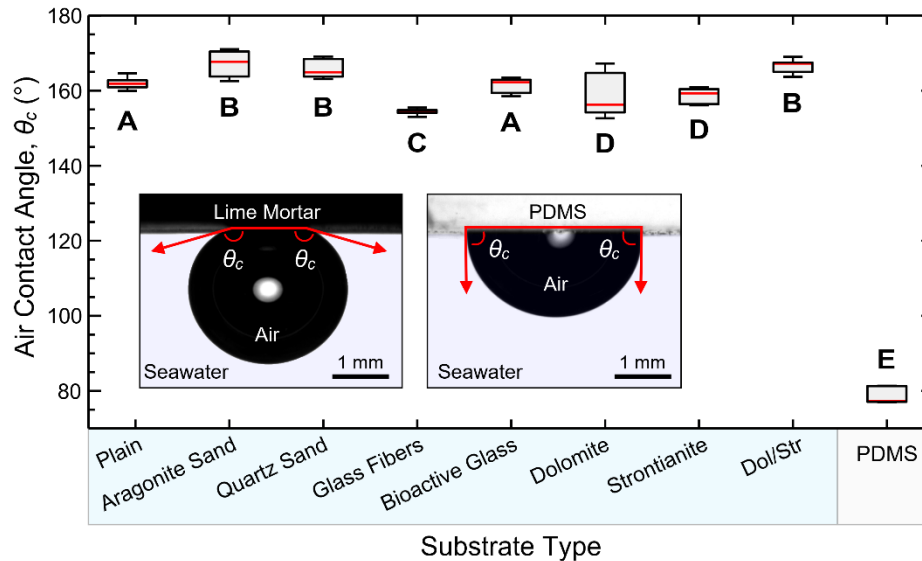 Air Contact Angle, θc (°)
180
160
140
120
100
80
A
B
B
C
A
D
D
B
E
Lime Mortar
θc
θc
Air
Seawater
1 mm
PDMS
θc
θc
Air
Seawater
1 mm
Plain
Aragonite Sand
Quartz Sand
Glass Fibers
Bioactive Glass
Dolomite
Strontianite
Dol/Str
PDMS
Substrate Type